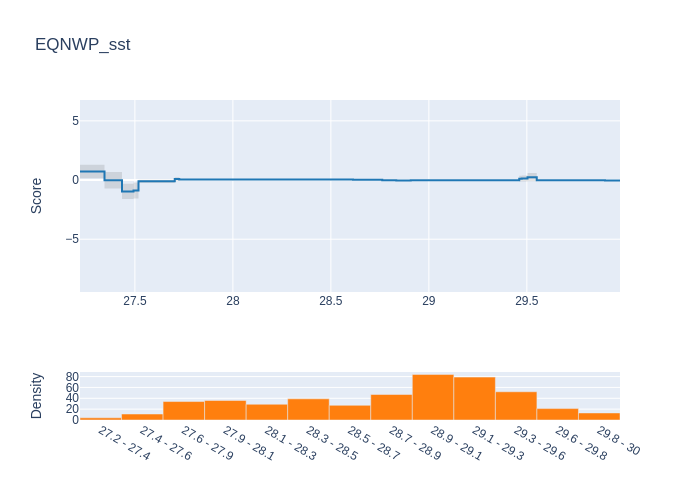 EQNWP_sst
Score
5
0
−5
27.5
28
28.5
29
29.5
Density
80
60
40
20
0
27.2 - 27.4
27.4 - 27.6
27.6 - 27.9
27.9 - 28.1
28.1 - 28.3
28.3 - 28.5
28.5 - 28.7
28.7 - 28.9
28.9 - 29.1
29.1 - 29.3
29.3 - 29.6
29.6 - 29.8
29.8 - 30